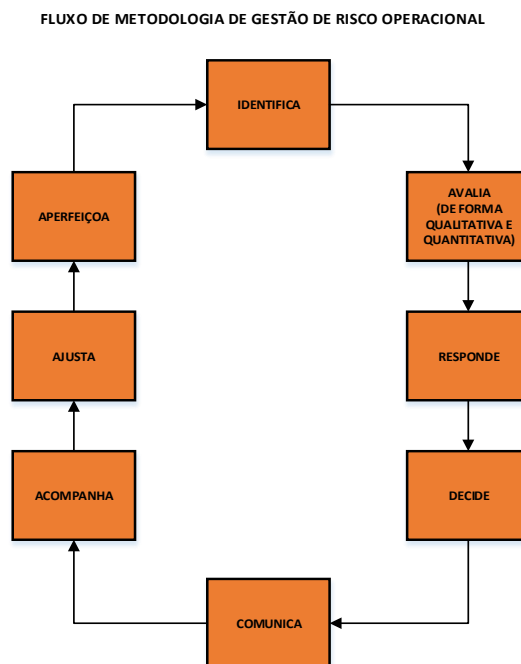 FLUXO DE METODOLOGIA DE GESTÃO DE RISCO OPERACIONAL
IDENTIFICA
AVALIA
(DE FORMA
QUALITATIVA E
QUANTITATIVA)
RESPONDE
DECIDE
COMUNICA
ACOMPANHA
AJUSTA
APERFEIÇOA